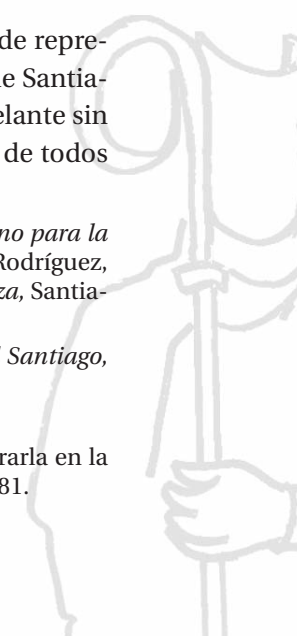 de repre-
e Santia-
elante sin
de todos
no para la
Rodríguez,
za, Santia-
Santiago,
rarla en la
81.